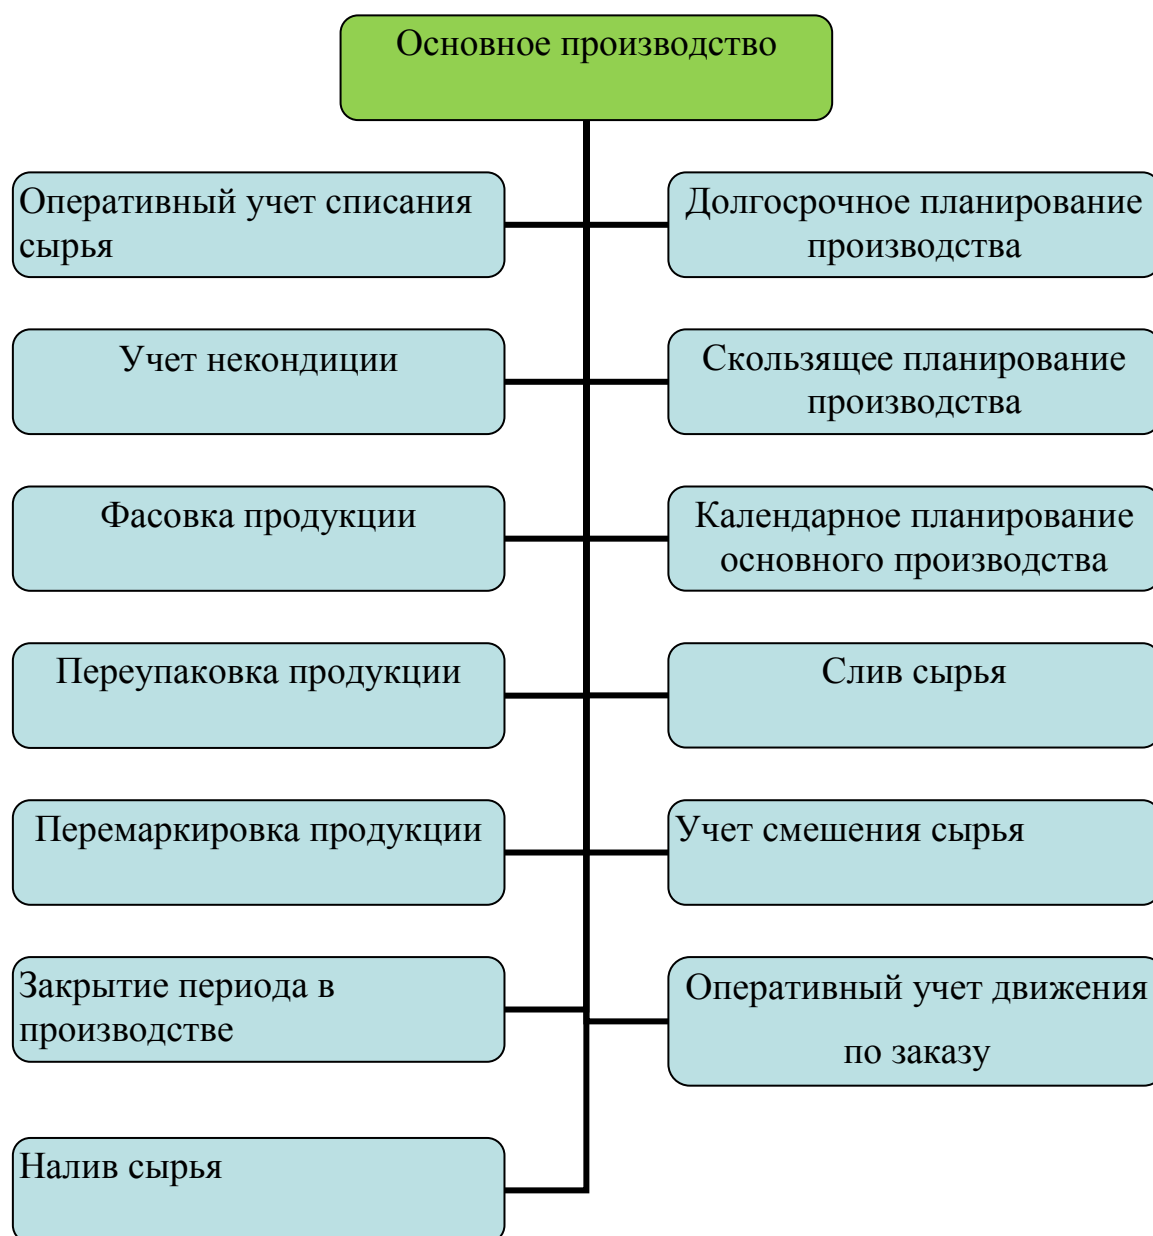 Основное производство
Оперативный учет списания
сырья
Долгосрочное планирование
производства
Учет некондиции
Скользящее планирование
производства
Фасовка продукции
Календарное планирование
основного производства
Переупаковка продукции
Слив сырья
Перемаркировка продукции
Учет смешения сырья
Закрытие периода в
производстве
Оперативный учет движения
по заказу
Налив сырья